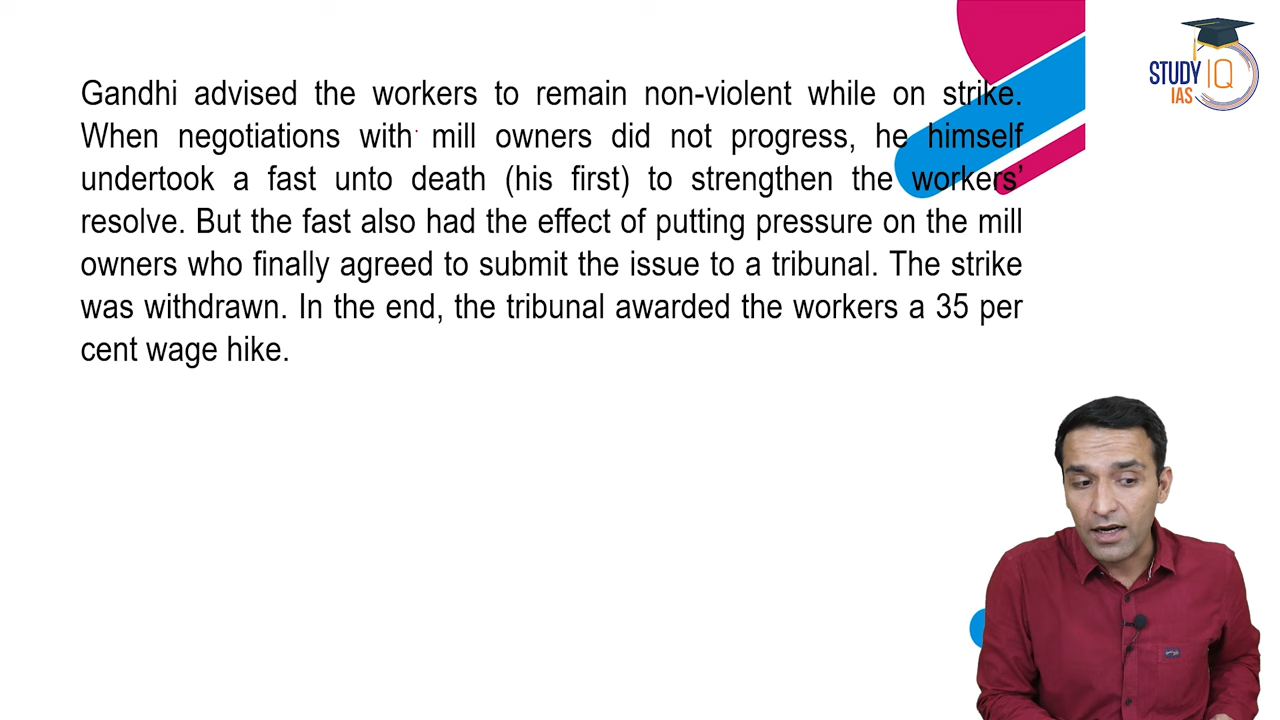 STUDY IQ
IAS
Gandhi advised the workers to remain non-violent while on strike.
When negotiations with mill owners did not progress, he himself
undertook a fast unto death (his first) to strengthen the workers’
resolve. But the fast also had the effect of putting pressure on the mill
owners who finally agreed to submit the issue to a tribunal. The strike
was withdrawn. In the end, the tribunal awarded the workers a 35 per
cent wage hike.